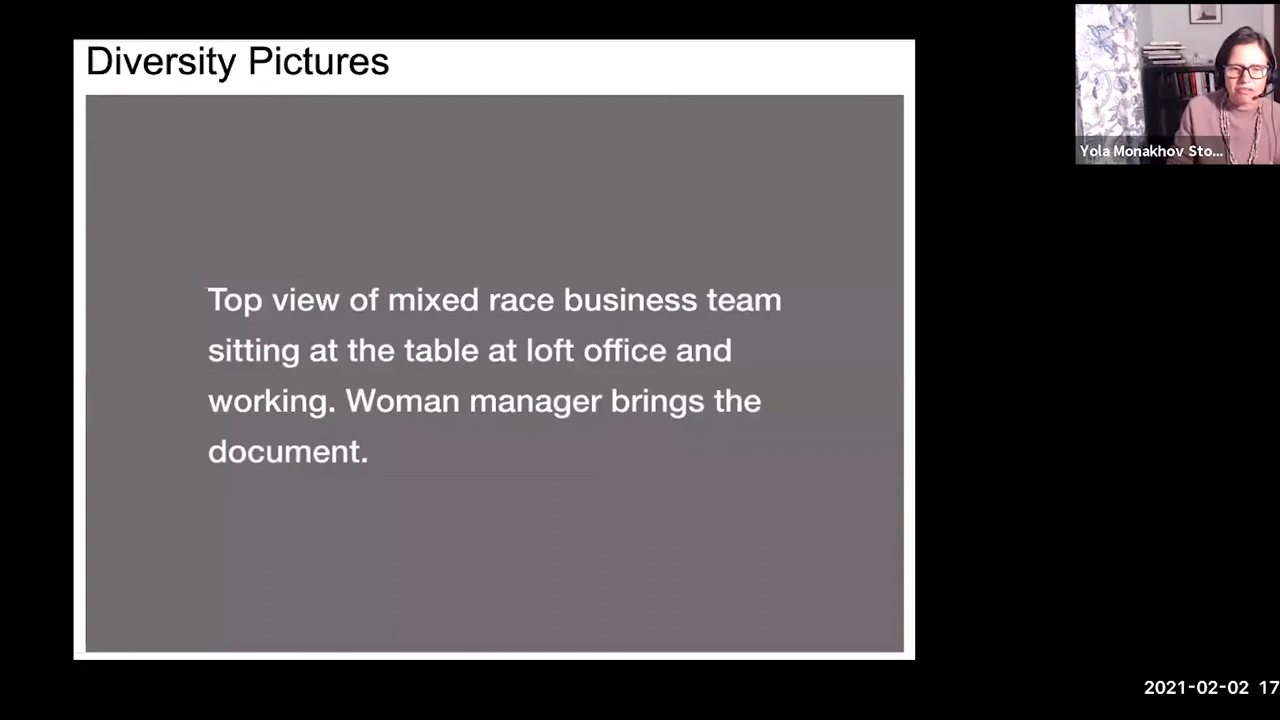 Diversity Pictures
Yola Monakhov Sto...
Top view of mixed race business team
sitting at the table at loft office and
working. Woman manager brings the
document.
2021-02-02 17